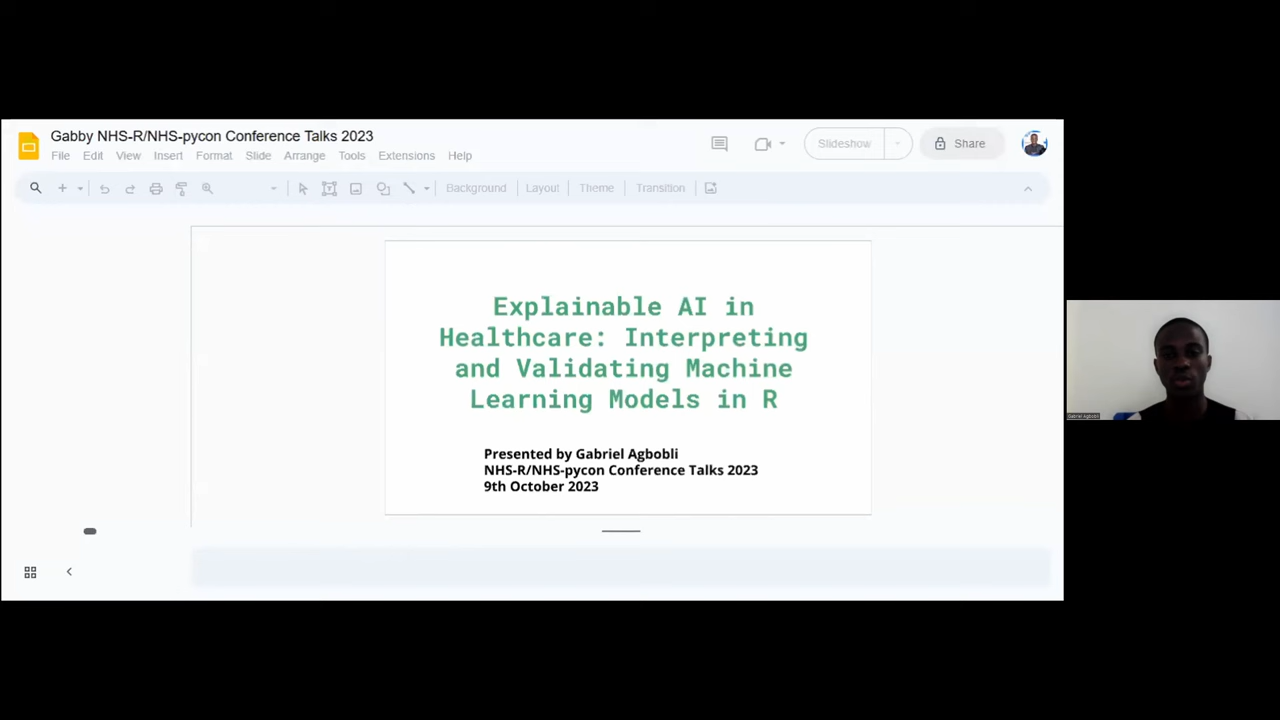 Gabby NHS-R/NHS-pycon Conference Talks 2023
File Edit View Insert Format Slide Arrange Tools Extensions Help
Slideshow
Share
Background Layout Theme Transition
Explainable AI in
Healthcare: Interpreting
and Validating Machine
Learning Models in R
Presented by Gabriel Agbobli
NHS-R/NHS-pycon Conference Talks 2023
9th October 2023
Gabriel Agbobli